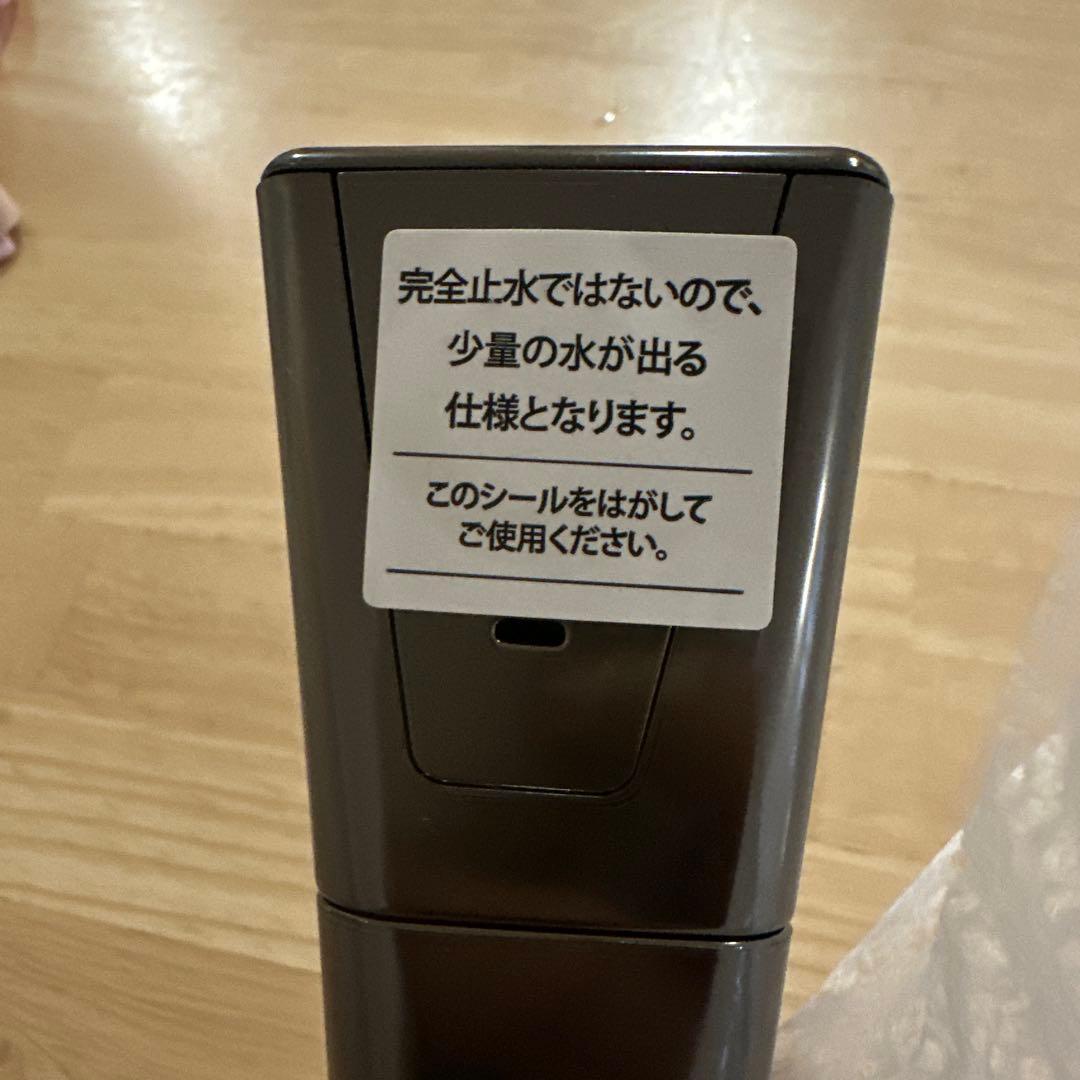 完全止水ではないので、
少量の水が出る
仕様となります。
このシールをはがして
ご使用ください。